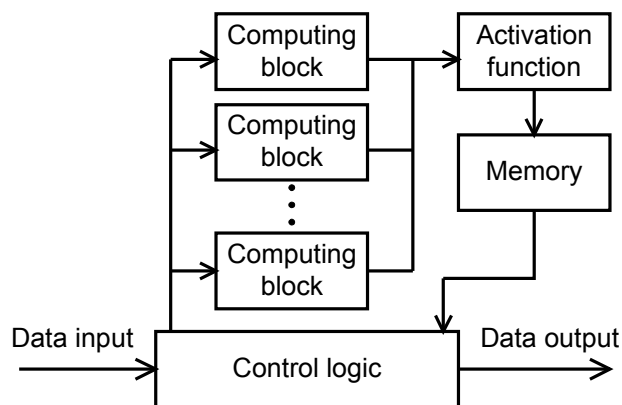 Computing
block
Activation
function
Computing
block
Memory
Computing
block
Data input
Data output
Control logic